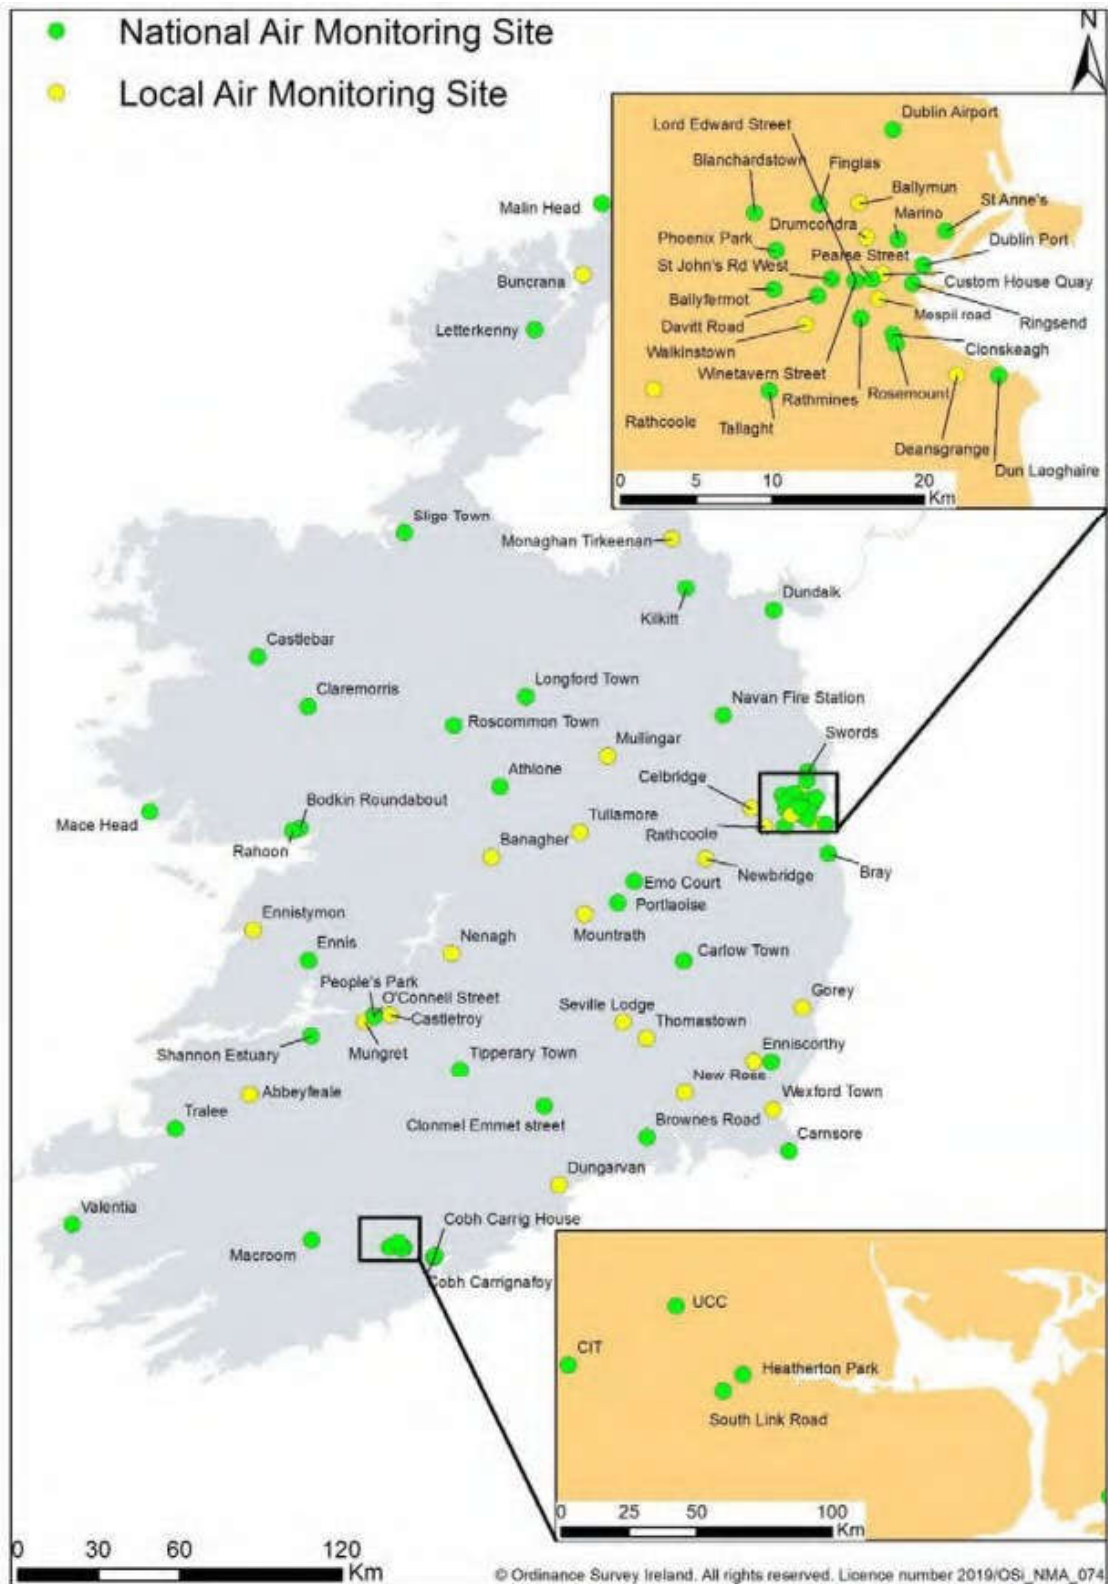 National Air Monitoring Site
Local Air Monitoring Site
N
Lord Edward Street
Dublin Airport
Blanchardstown
Finglas
Ballymun
St Anne's
Drumcondra
Marino
Phoenix Park
Dublin Port
Pearse Street
St John's Rd West
Custom House Quay
Ballyfermot
Mespil road
Ringsend
Davitt Road
Clonskeagh
Walkinstown
Winetavern Street
Rathmines
Rosemount
Rathcoole
Tallaght
Deansgrange
Dun Laoghaire
0 5 10 20
Km
Malin Head
Buncrana
Letterkenny
Sligo Town
Monaghan Tirkeenan
Kilkitt
Dundalk
Castlebar
Claremorris
Longford Town
Roscommon Town
Navan Fire Station
Mullingar
Swords
Celbridge
Athlone
Bodkin Roundabout
Mace Head
Tullamore
Rathcoole
Rahoon
Banagher
Newbridge
Bray
Emo Court
Portlaoise
Ennistymon
Mountrath
Nenagh
Ennis
Carlow Town
People's Park
O'Connell Street
Castletroy
Gorey
Seville Lodge
Thomastown
Shannon Estuary
Mungret
Tipperary Town
Enniscorthy
New Ross
Abbeyfeale
Wexford Town
Tralee
Clonmel Emmet street
Brownes Road
Carnsore
Dungarvan
Valentia
Cobh Carrig House
Macroom
Cobh Carrignafoy
UCC
CIT
Heatherton Park
South Link Road
0 25 50 100
Km
0 30 60 120
Km
© Ordinance Survey Ireland. All rights reserved. Licence number 2019/OSi_NMA_074